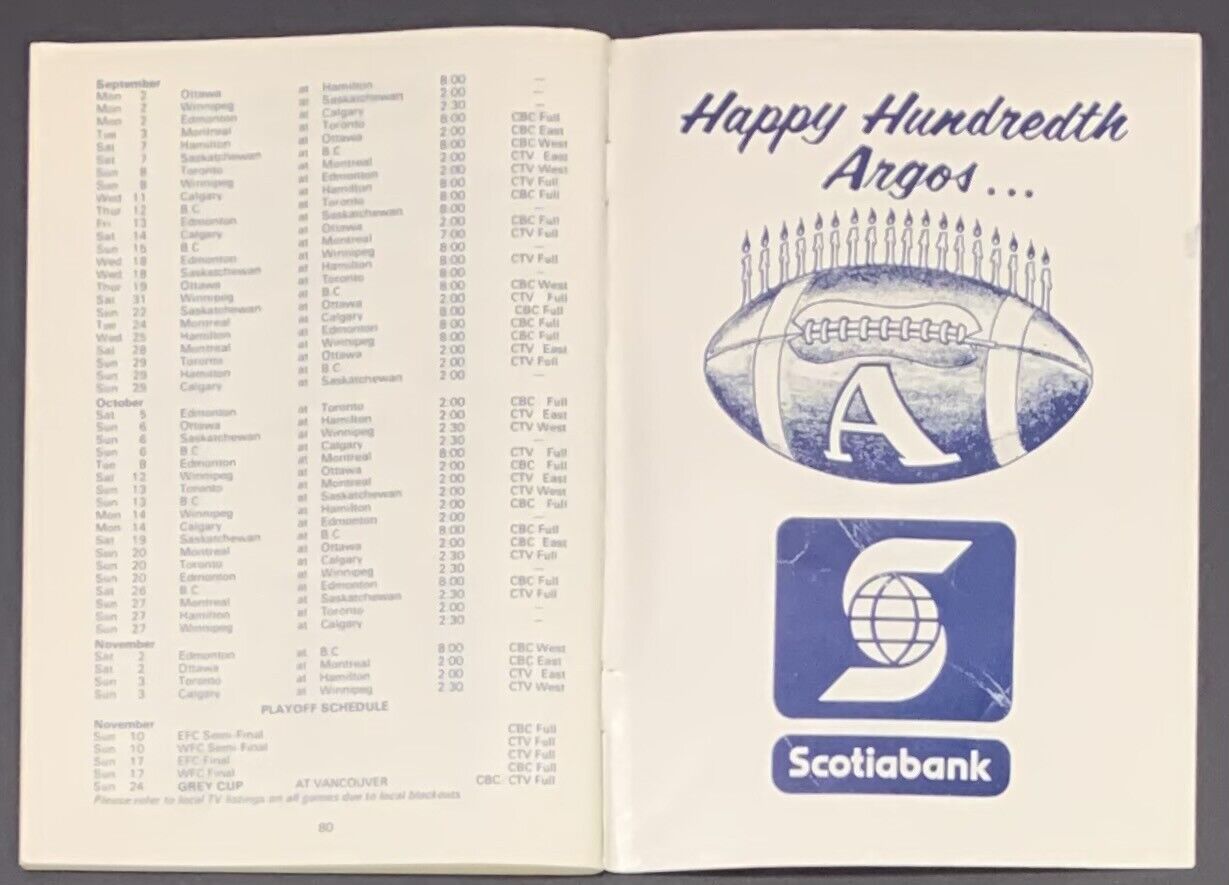 September
Mon 2 Ottawa at Hamilton 8:00 —
Mon 2 Winnipeg at Saskatchewan 2:00 —
Mon 2 Edmonton at Calgary 2:30 —
Tue 3 Montreal at Toronto 8:00 CBC Full
Sat 7 Hamilton at Ottawa 2:00 CBC East
Sat 7 Saskatchewan at B.C 8:00 CBC West
Sun 8 Toronto at Montreal 2:00 CTV East
Sun 8 Winnipeg at Edmonton 2:00 CTV West
Wed 11 Calgary at Hamilton 8:00 CTV Full
Thur 12 B.C at Toronto 8:00 CBC Full
Fri 13 Edmonton at Saskatchewan 8:00 —
Sat 14 Calgary at Ottawa 2:00 CBC Full
Sun 15 B.C at Montreal 7:00 CTV Full
Wed 18 Edmonton at Winnipeg 8:00 —
Wed 18 Saskatchewan at Hamilton 8:00 CTV Full
Thur 19 Ottawa at Toronto 8:00 —
Sat 31 Winnipeg at B.C 8:00 CBC West
Sun 22 Saskatchewan at Ottawa 2:00 CTV Full
Tue 24 Montreal at Calgary 8:00 CBC Full
Wed 25 Hamilton at Edmonton 8:00 CBC Full
Sat 28 Montreal at Winnipeg 8:00 CBC Full
Sun 29 Toronto at Ottawa 2:00 CTV East
Sun 29 Hamilton at B.C 2:00 CTV Full
Sun 29 Calgary at Saskatchewan 2:00 —
October
Sat 5 Edmonton at Toronto 2:00 CBC Full
Sun 6 Ottawa at Hamilton 2:00 CTV East
Sun 6 Saskatchewan at Winnipeg 2:30 CTV West
Sun 6 B.C at Calgary 2:30 —
Tue 8 Edmonton at Montreal 8:00 CTV Full
Sat 12 Winnipeg at Ottawa 2:00 CBC Full
Sun 13 Toronto at Montreal 2:00 CTV East
Sun 13 B.C at Saskatchewan 2:00 CTV West
Mon 14 Winnipeg at Hamilton 2:00 CBC Full
Mon 14 Calgary at Edmonton 2:00 —
Sat 19 Saskatchewan at B.C 8:00 CBC Full
Sun 20 Montreal at Ottawa 2:00 CBC East
Sun 20 Toronto at Calgary 2:30 CTV Full
Sun 20 Edmonton at Winnipeg 2:30 —
Sat 26 B.C at Edmonton 8:00 CBC Full
Sun 27 Montreal at Saskatchewan 2:30 CTV Full
Sun 27 Hamilton at Toronto 2:00 —
Sun 27 Winnipeg at Calgary 2:30 —
November
Sat 2 Edmonton at B.C 8:00 CBC West
Sat 2 Ottawa at Montreal 2:00 CBC East
Sun 3 Toronto at Hamilton 2:00 CTV East
Sun 3 Calgary at Winnipeg 2:30 CTV West
PLAYOFF SCHEDULE
November
Sun 10 EFC Semi-Final CBC Full
Sun 10 WFC Semi-Final CTV Full
Sun 17 EFC Final CTV Full
Sun 17 WFC Final CBC Full
Sun 24 GREY CUP AT VANCOUVER CBC CTV Full
Please refer to local TV listings on all games due to local blackouts
80
Happy Hundredth
Argos...
A
S
Scotiabank